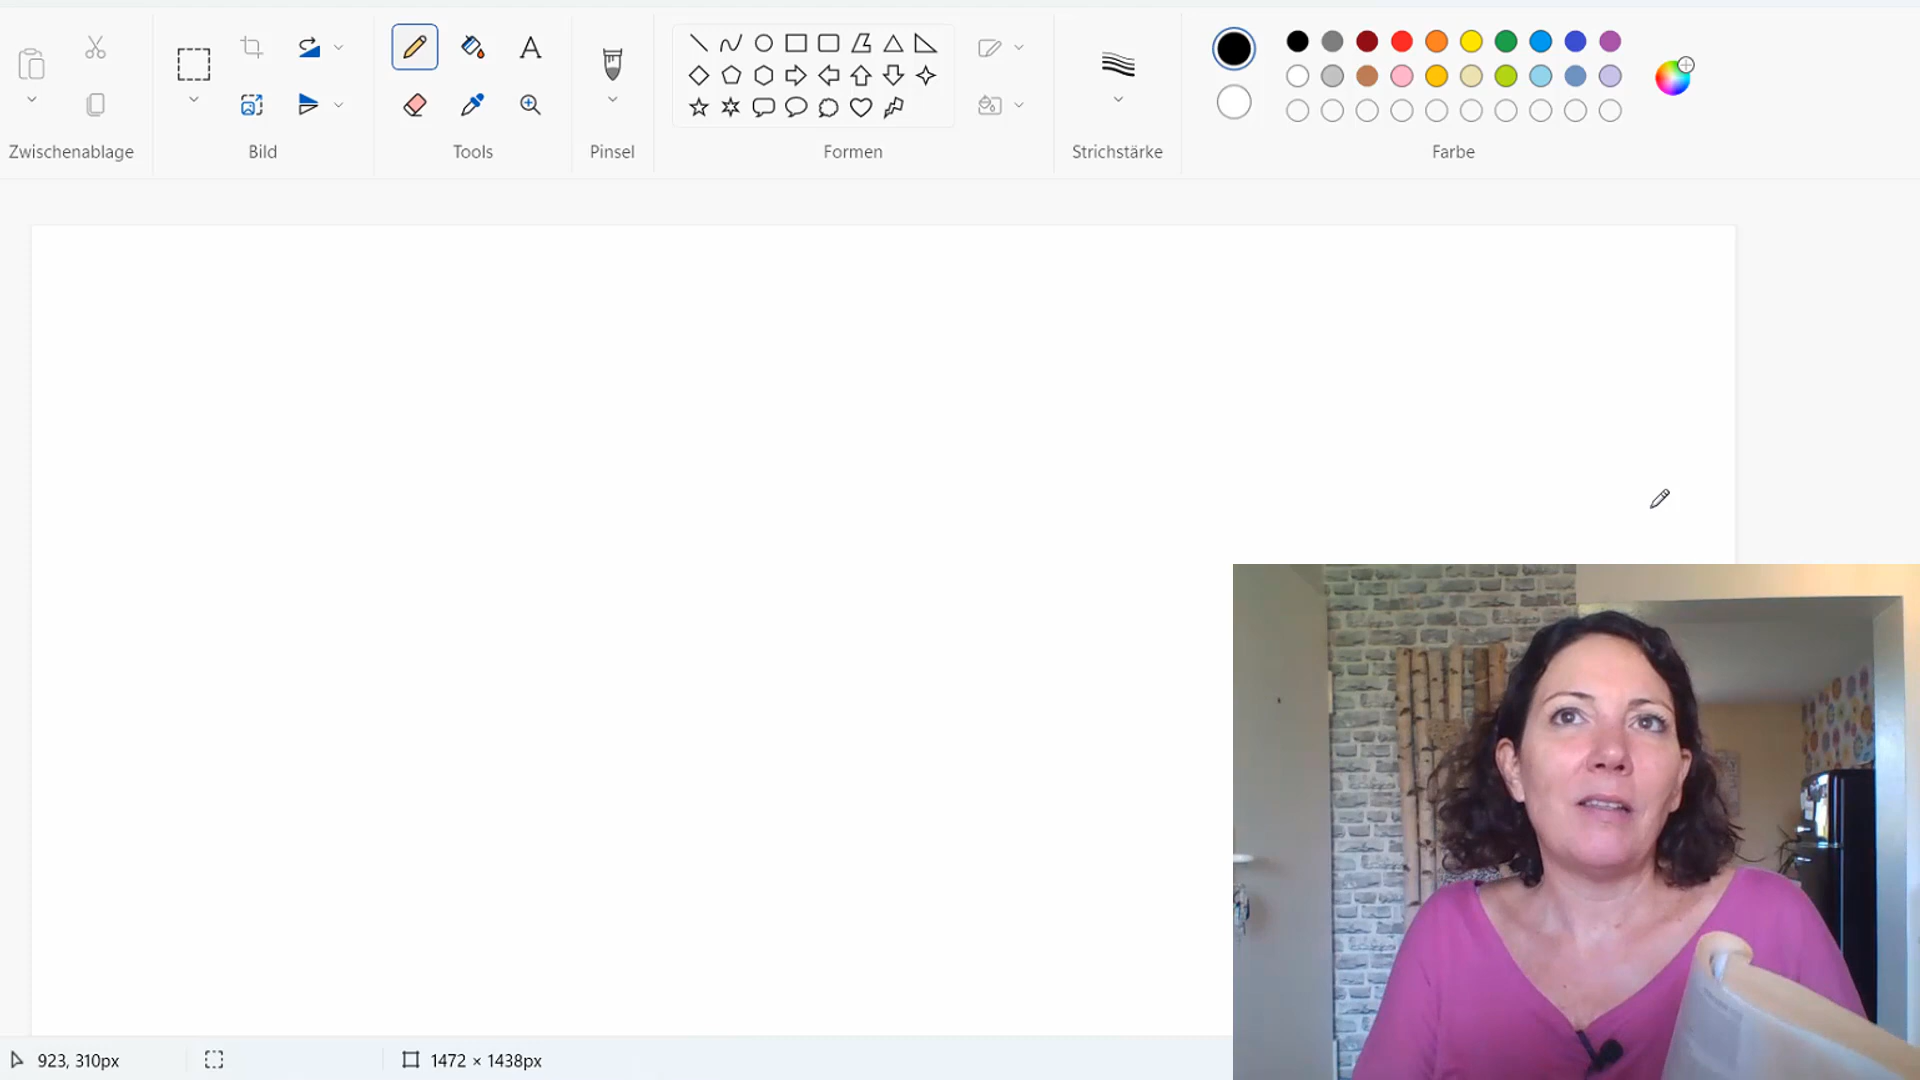 A
Zwischenablage
Bild
Tools
Pinsel
Formen
Strichstärke
Farbe
923, 310px
1472 × 1438px